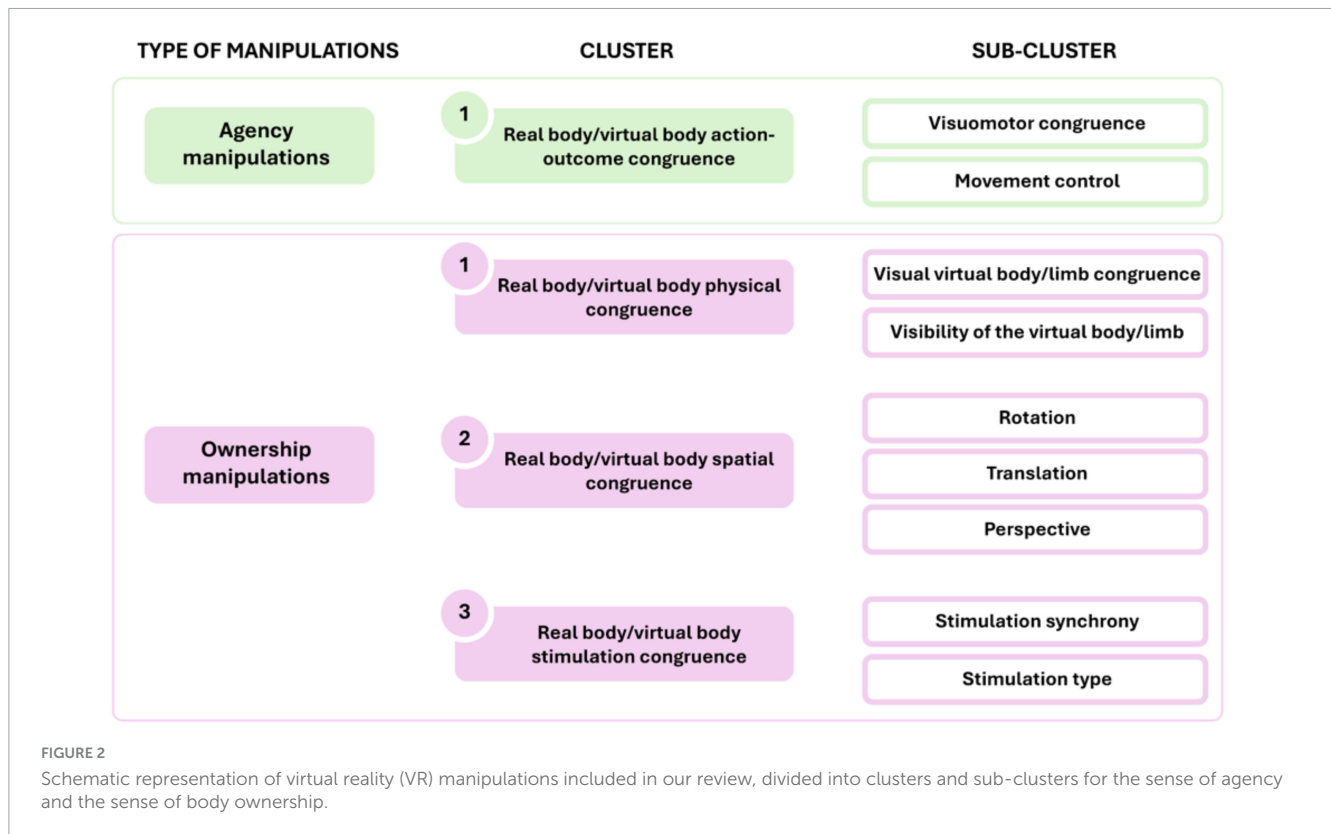 TYPE OF MANIPULATIONS
CLUSTER
SUB-CLUSTER
Agency
manipulations
1
Real body/virtual body action-
outcome congruence
Visuomotor congruence
Movement control
Ownership
manipulations
1
Real body/virtual body physical
congruence
Visual virtual body/limb congruence
Visibility of the virtual body/limb
2
Real body/virtual body spatial
congruence
Rotation
Translation
Perspective
3
Real body/virtual body
stimulation congruence
Stimulation synchrony
Stimulation type
FIGURE 2
Schematic representation of virtual reality (VR) manipulations included in our review, divided into clusters and sub-clusters for the sense of agency
and the sense of body ownership.